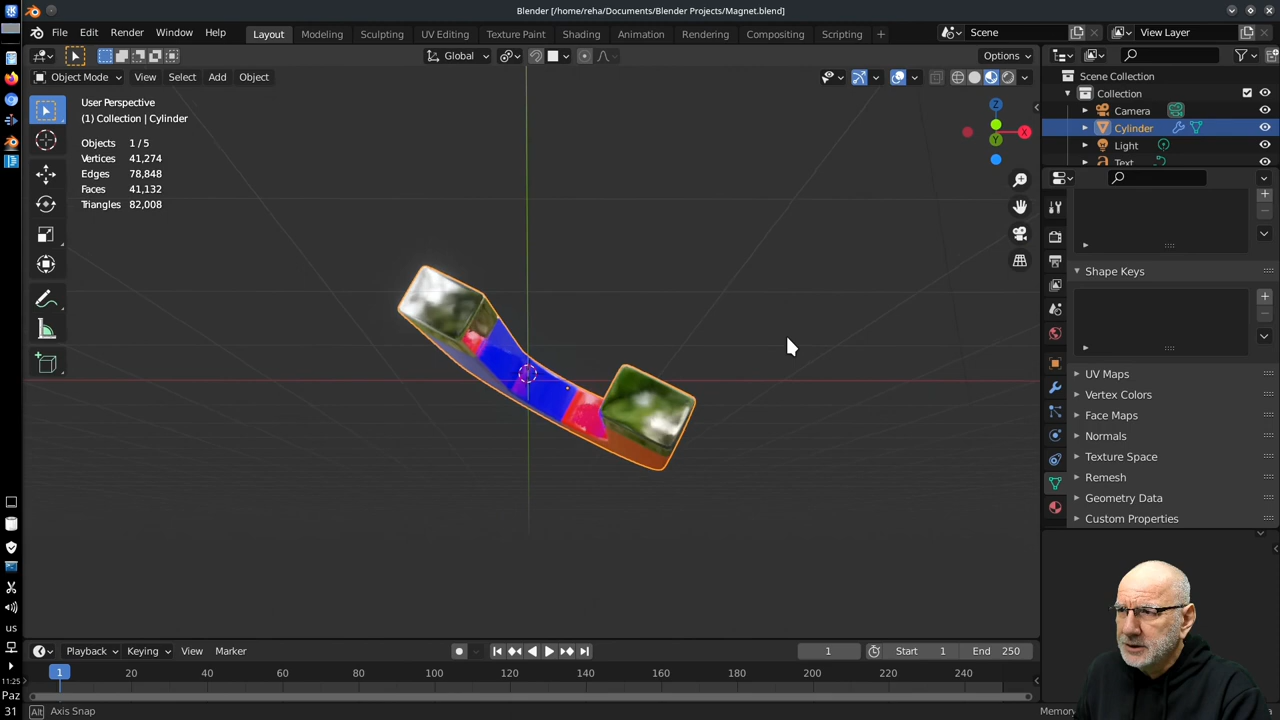 Blender [/home/reha/Documents/Blender Projects/Magnet.blend]
File Edit Render Window Help Layout Modeling Sculpting UV Editing Texture Paint Shading Animation Rendering Compositing Scripting + Scene View Layer
Global Options
Object Mode View Select Add Object
Scene Collection
Collection
Camera
Cylinder
Light
Text
User Perspective
(1) Collection | Cylinder
Objects 1 / 5
Vertices 41,274
Edges 78,848
Faces 41,132
Triangles 82,008
Z
X
Y
Shape Keys
UV Maps
Vertex Colors
Face Maps
Normals
Texture Space
Remesh
Geometry Data
Custom Properties
us
11:25
Paz
31
Playback Keying View Marker 1 Start 1 End 250
1 20 40 60 80 100 120 140 160 180 200 220 240
Alt Axis Snap